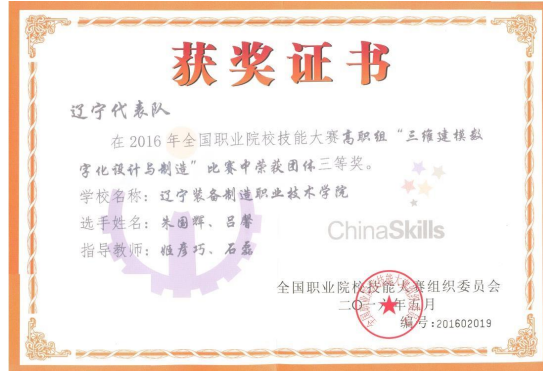 获奖证书
辽宁代表队
在2016年全国职业院校技能大赛高职组“三维建模数
字化设计与制造”比赛中荣获团体三等奖。
学校名称：辽宁装备制造职业技术学院
选手姓名：朱国辉、吕馨
指导教师：姬彦巧、石磊
ChinaSkills
全国职业院校技能大赛组织委员会
二〇一六年五月
编号:201602019